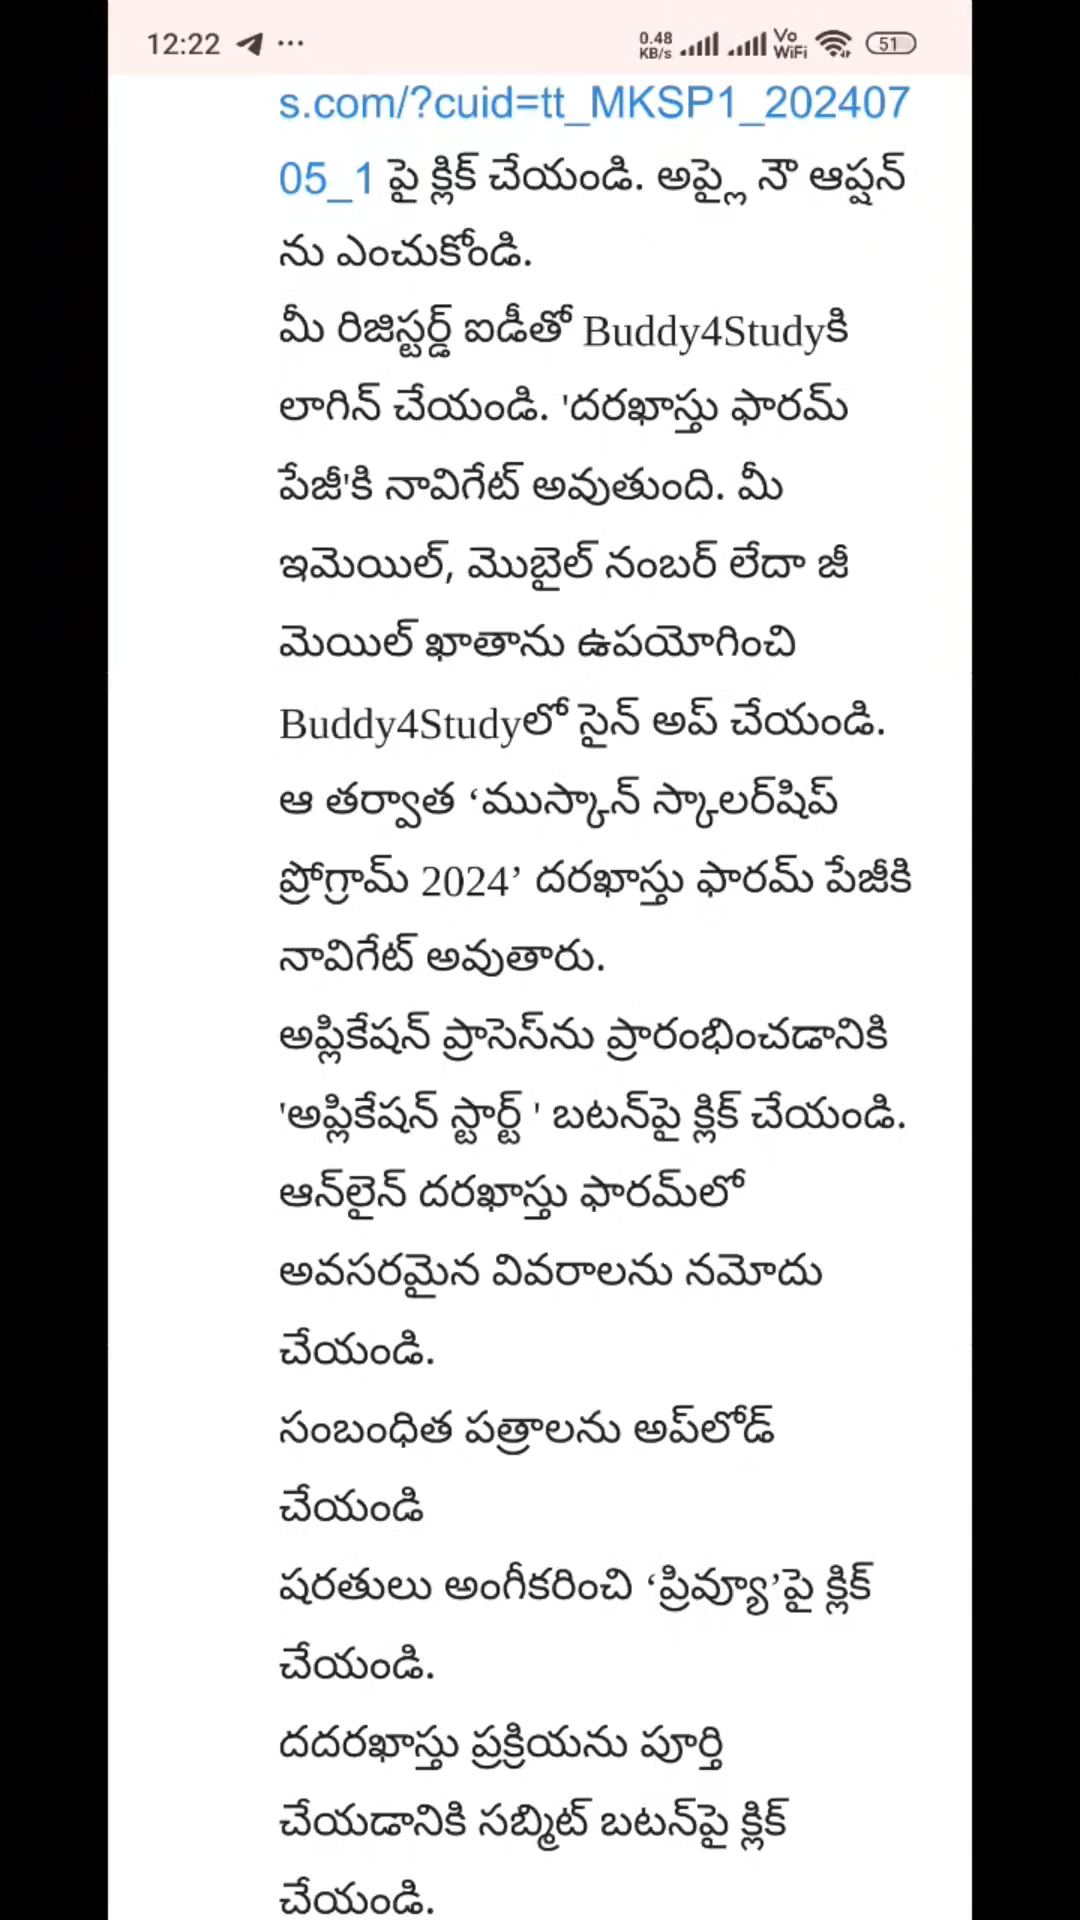 12:22
0.48 KB/s Vo WiFi 51
s.com/?cuid=tt_MKSP1_202407
05_1 పై క్లిక్ చేయండి. అప్లై నౌ ఆప్షన్
ను ఎంచుకోండి.
మీ రిజిస్టర్డ్ ఐడీతో Buddy4Studyకి
లాగిన్ చేయండి. 'దరఖాస్తు ఫారమ్
పేజీ'కి నావిగేట్ అవుతుంది. మీ
ఇమెయిల్, మొబైల్ నంబర్ లేదా జీ
మెయిల్ ఖాతాను ఉపయోగించి
Buddy4Studyలో సైన్ అప్ చేయండి.
ఆ తర్వాత ‘ముస్కాన్ స్కాలర్‌షిప్
ప్రోగ్రామ్ 2024’ దరఖాస్తు ఫారమ్ పేజీకి
నావిగేట్ అవుతారు.
అప్లికేషన్ ప్రాసెస్‌ను ప్రారంభించడానికి
'అప్లికేషన్ స్టార్ట్ ' బటన్‌పై క్లిక్ చేయండి.
ఆన్‌లైన్ దరఖాస్తు ఫారమ్‌లో
అవసరమైన వివరాలను నమోదు
చేయండి.
సంబంధిత పత్రాలను అప్‌లోడ్
చేయండి
షరతులు అంగీకరించి ‘ప్రివ్యూ’పై క్లిక్
చేయండి.
దదరఖాస్తు ప్రక్రియను పూర్తి
చేయడానికి సబ్మిట్ బటన్‌పై క్లిక్
చేయండి.